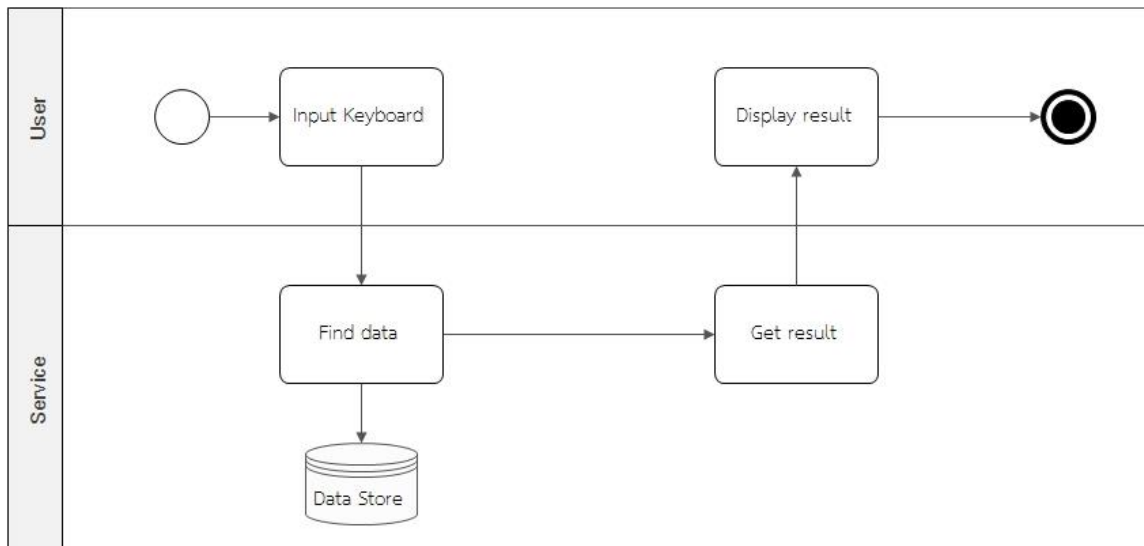 User
Input Keyboard
Display result
Service
Find data
Get result
Data Store